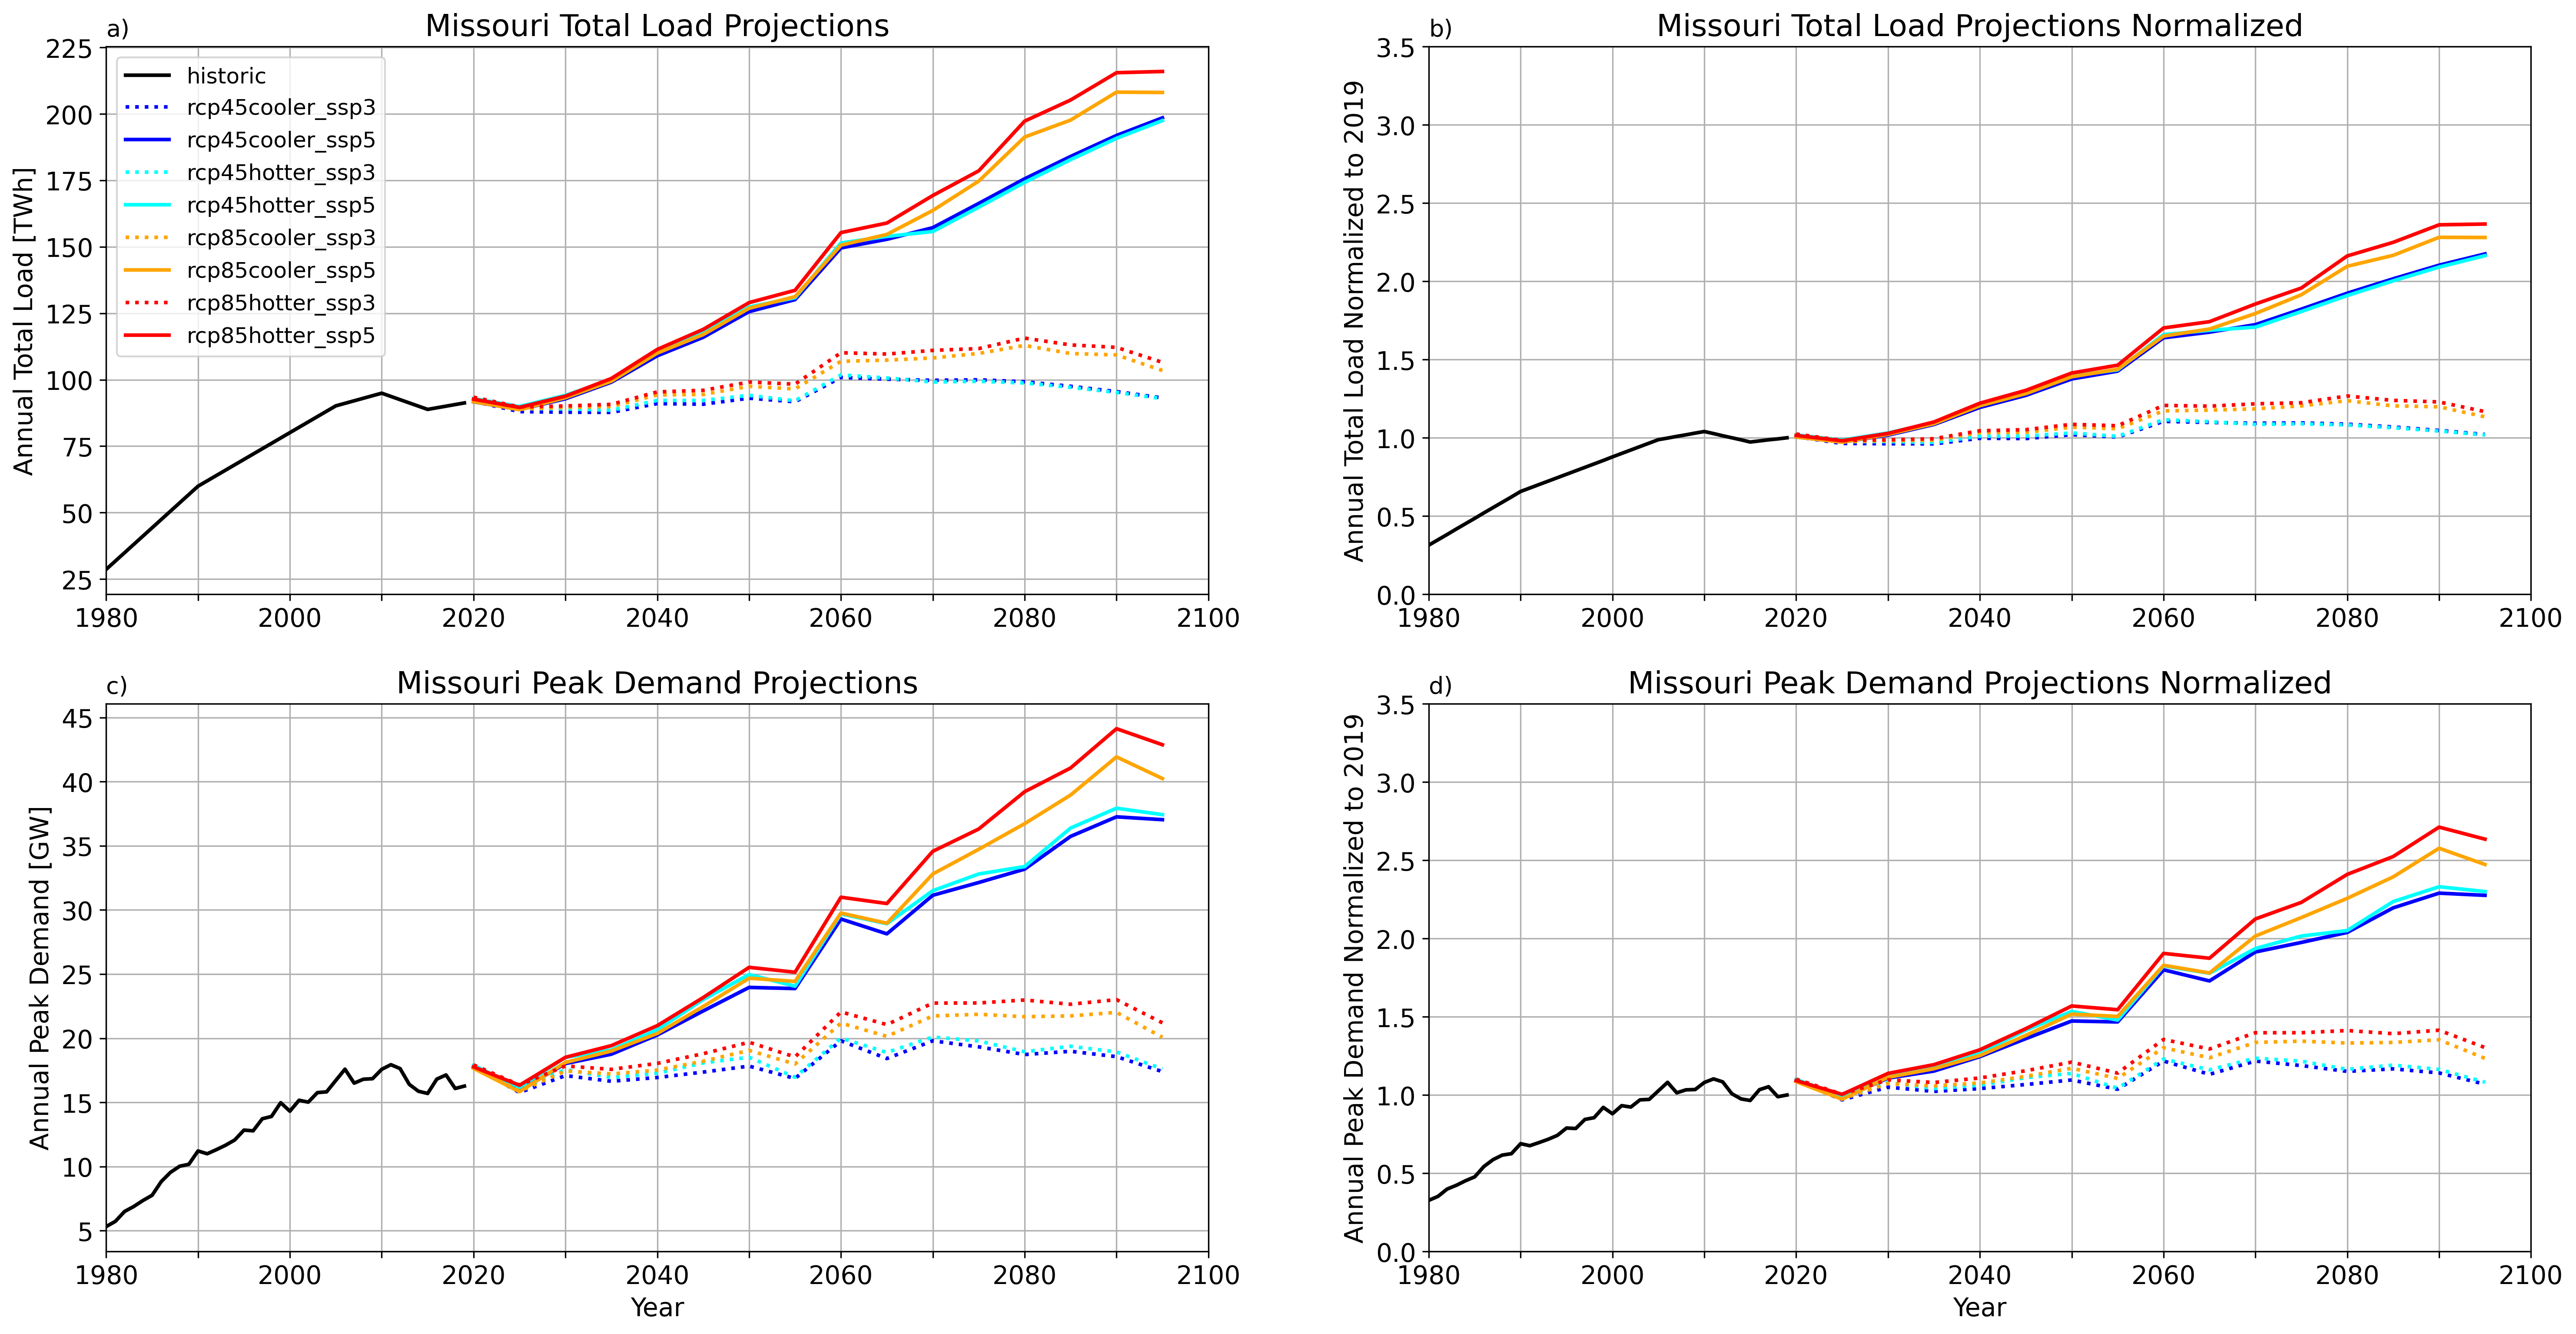 a)
Missouri Total Load Projections
Annual Total Load [TWh]
225
200
175
150
125
100
75
50
25
historic
rcp45cooler_ssp3
rcp45cooler_ssp5
rcp45hotter_ssp3
rcp45hotter_ssp5
rcp85cooler_ssp3
rcp85cooler_ssp5
rcp85hotter_ssp3
rcp85hotter_ssp5
1980 2000 2020 2040 2060 2080 2100
b)
Missouri Total Load Projections Normalized
Annual Total Load Normalized to 2019
3.5
3.0
2.5
2.0
1.5
1.0
0.5
0.0
1980 2000 2020 2040 2060 2080 2100
c)
Missouri Peak Demand Projections
Annual Peak Demand [GW]
45
40
35
30
25
20
15
10
5
1980 2000 2020 2040 2060 2080 2100
Year
d)
Missouri Peak Demand Projections Normalized
Annual Peak Demand Normalized to 2019
3.5
3.0
2.5
2.0
1.5
1.0
0.5
0.0
1980 2000 2020 2040 2060 2080 2100
Year